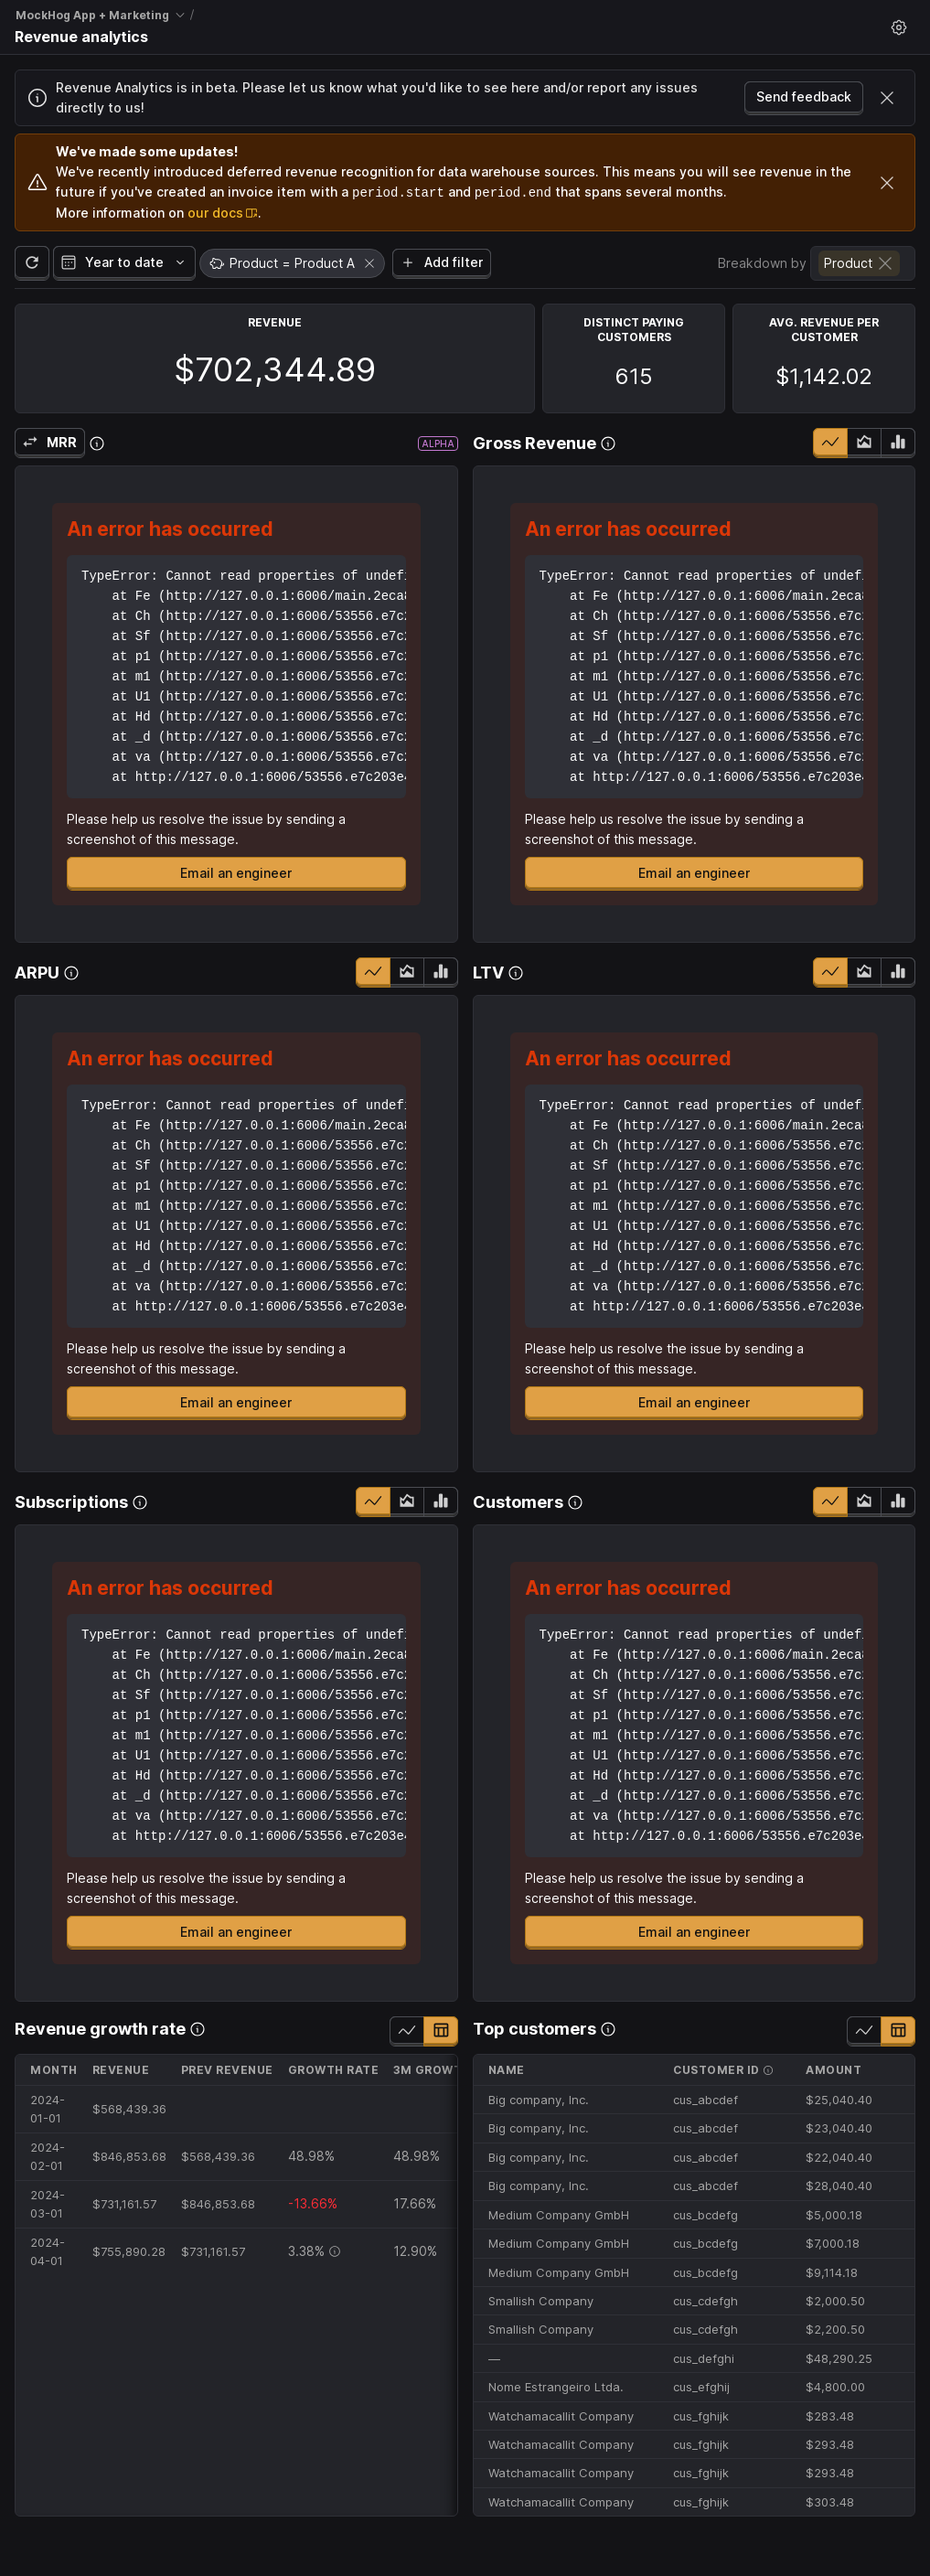 MockHog App + Marketing /
Revenue analytics
Revenue Analytics is in beta. Please let us know what you'd like to see here and/or report any issues
directly to us!
Send feedback
We've made some updates!
We've recently introduced deferred revenue recognition for data warehouse sources. This means you will see revenue in the
future if you've created an invoice item with a period.start and period.end that spans several months.
More information on our docs.
Year to date
Product = Product A
Add filter
Breakdown by
Product
REVENUE
$702,344.89
DISTINCT PAYING
CUSTOMERS
615
AVG. REVENUE PER
CUSTOMER
$1,142.02
MRR
ALPHA
An error has occurred
TypeError: Cannot read properties of undef
at Fe (http://127.0.0.1:6006/main.2eca
at Ch (http://127.0.0.1:6006/53556.e7c
at Sf (http://127.0.0.1:6006/53556.e7c
at p1 (http://127.0.0.1:6006/53556.e7c
at m1 (http://127.0.0.1:6006/53556.e7c
at U1 (http://127.0.0.1:6006/53556.e7c
at Hd (http://127.0.0.1:6006/53556.e7c
at _d (http://127.0.0.1:6006/53556.e7c
at va (http://127.0.0.1:6006/53556.e7c
at http://127.0.0.1:6006/53556.e7c203e4
Please help us resolve the issue by sending a
screenshot of this message.
Email an engineer
Gross Revenue
An error has occurred
TypeError: Cannot read properties of undef
at Fe (http://127.0.0.1:6006/main.2eca
at Ch (http://127.0.0.1:6006/53556.e7c
at Sf (http://127.0.0.1:6006/53556.e7c
at p1 (http://127.0.0.1:6006/53556.e7c
at m1 (http://127.0.0.1:6006/53556.e7c
at U1 (http://127.0.0.1:6006/53556.e7c
at Hd (http://127.0.0.1:6006/53556.e7c
at _d (http://127.0.0.1:6006/53556.e7c
at va (http://127.0.0.1:6006/53556.e7c
at http://127.0.0.1:6006/53556.e7c203e4
Please help us resolve the issue by sending a
screenshot of this message.
Email an engineer
ARPU
An error has occurred
TypeError: Cannot read properties of undef
at Fe (http://127.0.0.1:6006/main.2eca
at Ch (http://127.0.0.1:6006/53556.e7c
at Sf (http://127.0.0.1:6006/53556.e7c
at p1 (http://127.0.0.1:6006/53556.e7c
at m1 (http://127.0.0.1:6006/53556.e7c
at U1 (http://127.0.0.1:6006/53556.e7c
at Hd (http://127.0.0.1:6006/53556.e7c
at _d (http://127.0.0.1:6006/53556.e7c
at va (http://127.0.0.1:6006/53556.e7c
at http://127.0.0.1:6006/53556.e7c203e4
Please help us resolve the issue by sending a
screenshot of this message.
Email an engineer
LTV
An error has occurred
TypeError: Cannot read properties of undef
at Fe (http://127.0.0.1:6006/main.2eca
at Ch (http://127.0.0.1:6006/53556.e7c
at Sf (http://127.0.0.1:6006/53556.e7c
at p1 (http://127.0.0.1:6006/53556.e7c
at m1 (http://127.0.0.1:6006/53556.e7c
at U1 (http://127.0.0.1:6006/53556.e7c
at Hd (http://127.0.0.1:6006/53556.e7c
at _d (http://127.0.0.1:6006/53556.e7c
at va (http://127.0.0.1:6006/53556.e7c
at http://127.0.0.1:6006/53556.e7c203e4
Please help us resolve the issue by sending a
screenshot of this message.
Email an engineer
Subscriptions
An error has occurred
TypeError: Cannot read properties of undef
at Fe (http://127.0.0.1:6006/main.2eca
at Ch (http://127.0.0.1:6006/53556.e7c
at Sf (http://127.0.0.1:6006/53556.e7c
at p1 (http://127.0.0.1:6006/53556.e7c
at m1 (http://127.0.0.1:6006/53556.e7c
at U1 (http://127.0.0.1:6006/53556.e7c
at Hd (http://127.0.0.1:6006/53556.e7c
at _d (http://127.0.0.1:6006/53556.e7c
at va (http://127.0.0.1:6006/53556.e7c
at http://127.0.0.1:6006/53556.e7c203e4
Please help us resolve the issue by sending a
screenshot of this message.
Email an engineer
Customers
An error has occurred
TypeError: Cannot read properties of undef
at Fe (http://127.0.0.1:6006/main.2eca
at Ch (http://127.0.0.1:6006/53556.e7c
at Sf (http://127.0.0.1:6006/53556.e7c
at p1 (http://127.0.0.1:6006/53556.e7c
at m1 (http://127.0.0.1:6006/53556.e7c
at U1 (http://127.0.0.1:6006/53556.e7c
at Hd (http://127.0.0.1:6006/53556.e7c
at _d (http://127.0.0.1:6006/53556.e7c
at va (http://127.0.0.1:6006/53556.e7c
at http://127.0.0.1:6006/53556.e7c203e4
Please help us resolve the issue by sending a
screenshot of this message.
Email an engineer
Revenue growth rate
MONTH REVENUE PREV REVENUE GROWTH RATE 3M GROWT
2024-
01-01 $568,439.36
2024-
02-01 $846,853.68 $568,439.36 48.98% 48.98%
2024-
03-01 $731,161.57 $846,853.68 -13.66% 17.66%
2024-
04-01 $755,890.28 $731,161.57 3.38% 12.90%
Top customers
NAME CUSTOMER ID AMOUNT
Big company, Inc. cus_abcdef $25,040.40
Big company, Inc. cus_abcdef $23,040.40
Big company, Inc. cus_abcdef $22,040.40
Big company, Inc. cus_abcdef $28,040.40
Medium Company GmbH cus_bcdefg $5,000.18
Medium Company GmbH cus_bcdefg $7,000.18
Medium Company GmbH cus_bcdefg $9,114.18
Smallish Company cus_cdefgh $2,000.50
Smallish Company cus_cdefgh $2,200.50
— cus_defghi $48,290.25
Nome Estrangeiro Ltda. cus_efghij $4,800.00
Watchamacallit Company cus_fghijk $283.48
Watchamacallit Company cus_fghijk $293.48
Watchamacallit Company cus_fghijk $293.48
Watchamacallit Company cus_fghijk $303.48